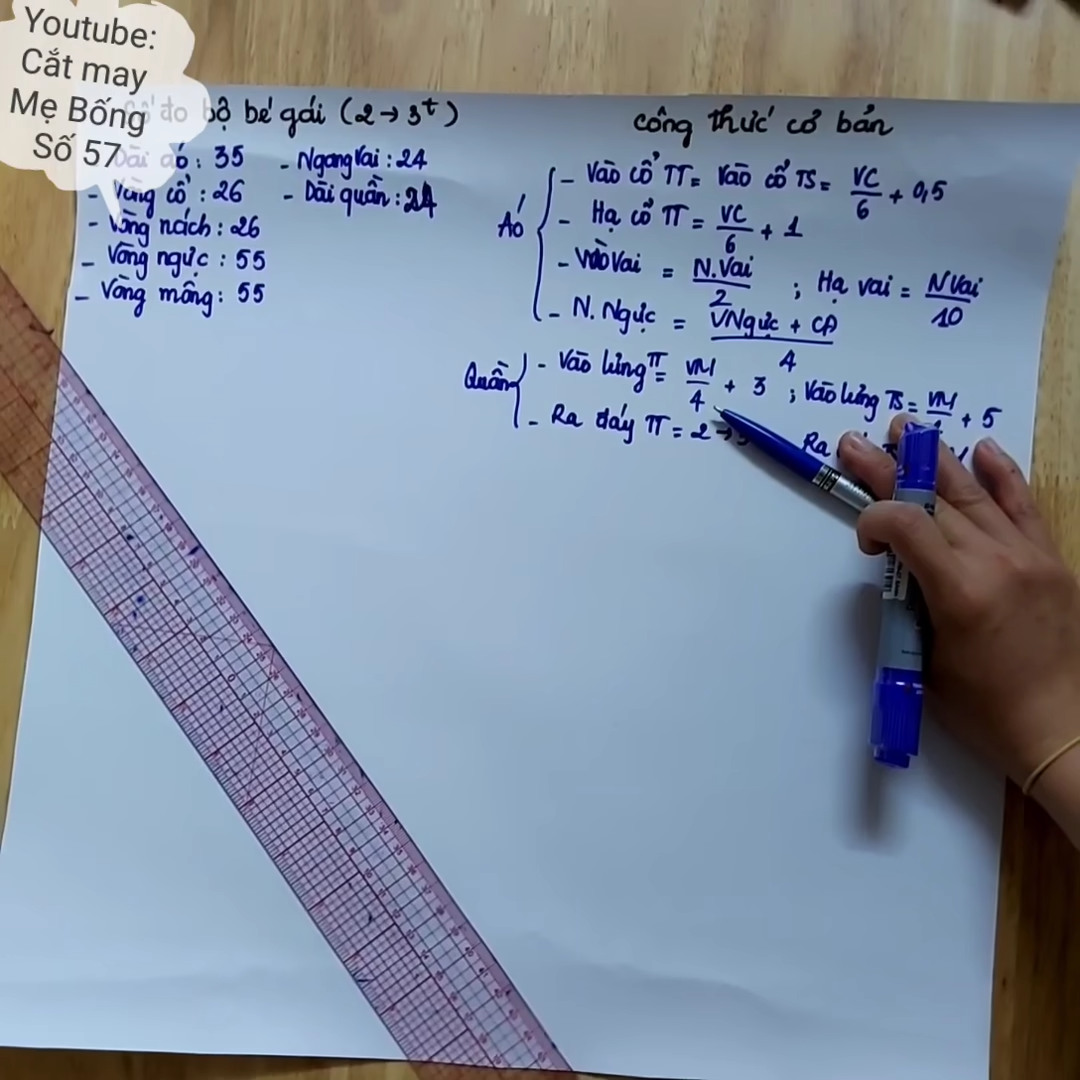 Youtube:
Cắt may
Mẹ Bống
Số 57
đo bộ bé gái (2→3t)
Dài áo: 35 - Ngang Vai: 24
- Vòng cổ: 26 - Dài quần: 24
- Vòng nách: 26
- Vòng ngực: 55
- Vòng mông: 55
công thức cơ bản
Áo
- Vào cổ TT = Vào cổ TS = VC/6 + 0,5
- Hạ cổ TT = VC/6 + 1
- Vào Vai = N.Vai/2 ; Hạ vai = N Vai/10
- N. Ngực = VNgực + CĐ/4
Quần
- Vào lưng TT = VM/4 + 3 ; Vào lưng TS = VM + 5
- Ra đáy TT = 2 → Ra